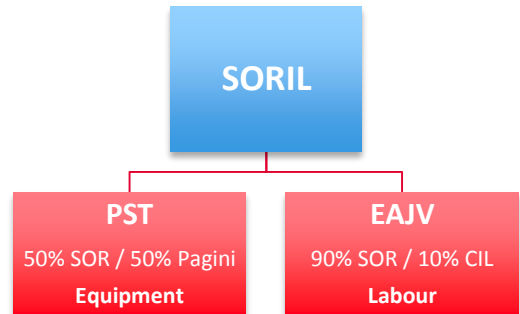 SORIL
PST
50% SOR / 50% Pagini
Equipment
EAJV
90% SOR / 10% CIL
Labour